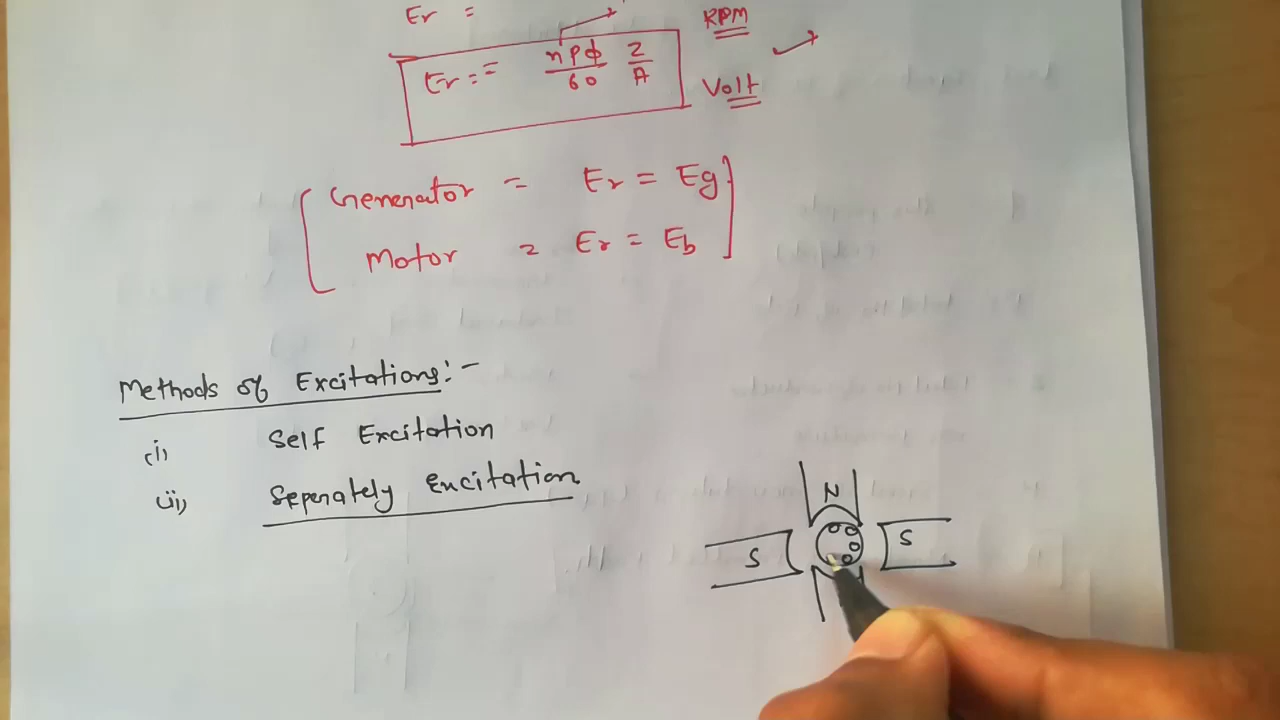 Er =
RPM
Er = = nPφ/60 Z/A
Volt
Generator = Er = Eg
Motor = Er = Eb
Methods of Excitations:-
(i) Self Excitation
(ii) Seperately Excitation
N
S S